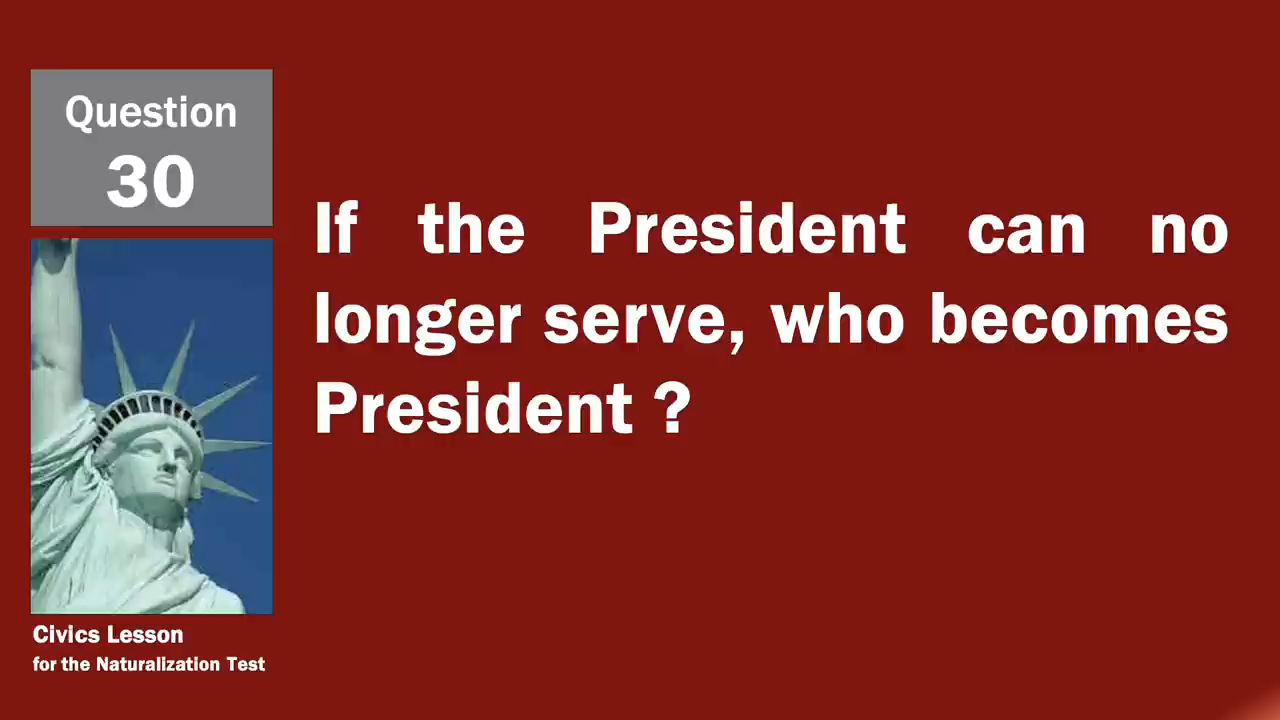 Question
30
If the President can no
longer serve, who becomes
President ?
Civics Lesson
for the Naturalization Test